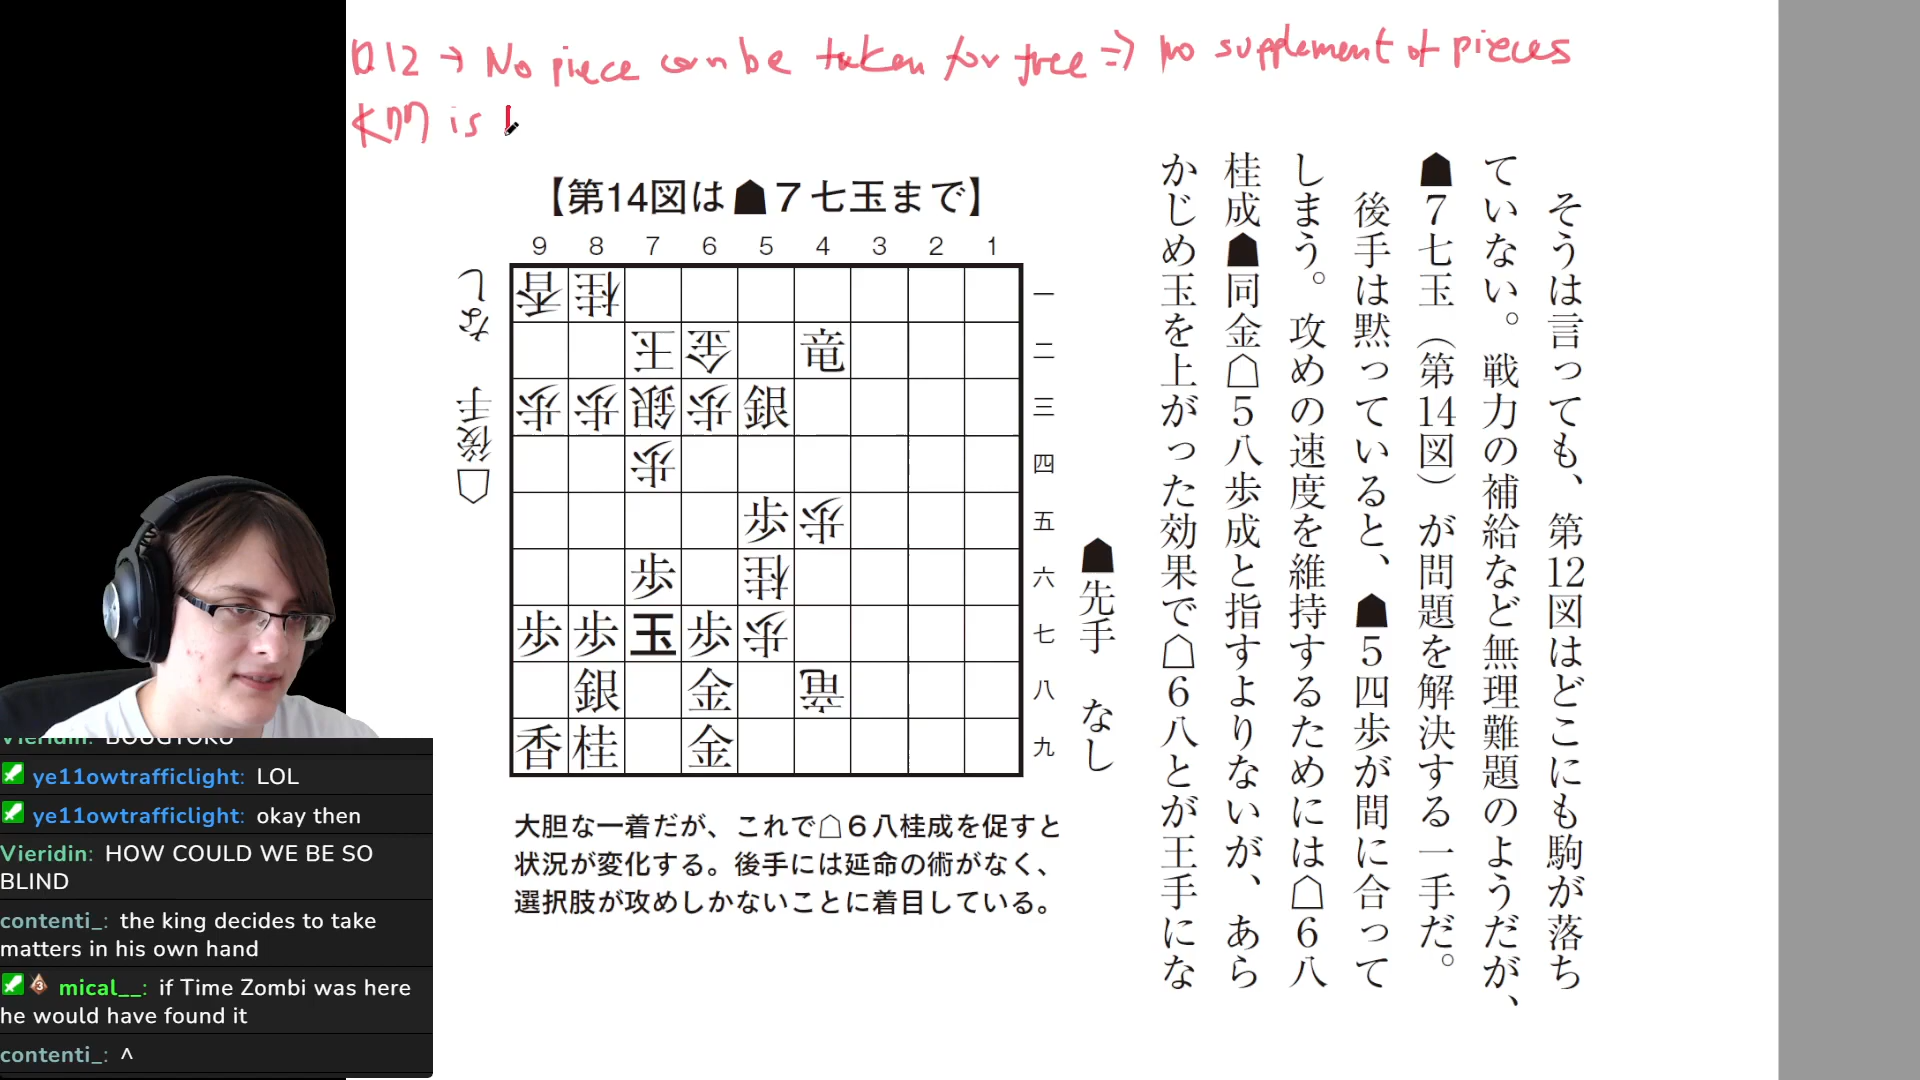 D12 → No piece can be taken for free => no supplement of pieces
K77 is
【第14図は☗7七玉まで】
9 8 7 6 5 4 3 2 1
香 桂 一
王 金 竜 二
歩 歩 銀 歩 銀 三
歩 四
歩 歩 五
歩 桂 六
歩 歩 玉 歩 歩 七
銀 金 竜 八
香 桂 金 九
☖後手 なし
☗先手 なし
大胆な一着だが、これで☖6八桂成を促すと
状況が変化する。後手には延命の術がなく、
選択肢が攻めしかないことに着目している。
そうは言っても、第12図はどこにも駒が落ち
ていない。戦力の補給など無理難題のようだが、
☗7七玉（第14図）が問題を解決する一手だ。
後手は黙っていると、☗5四歩が間に合って
しまう。攻めの速度を維持するためには☖6八
桂成☗同金☖5八歩成と指すよりないが、あら
かじめ玉を上がった効果で☖6八とが王手にな
ye11owtrafficlight: LOL
ye11owtrafficlight: okay then
Vieridin: HOW COULD WE BE SO
BLIND
contenti_: the king decides to take
matters in his own hand
mical__: if Time Zombi was here
he would have found it
contenti_: ^